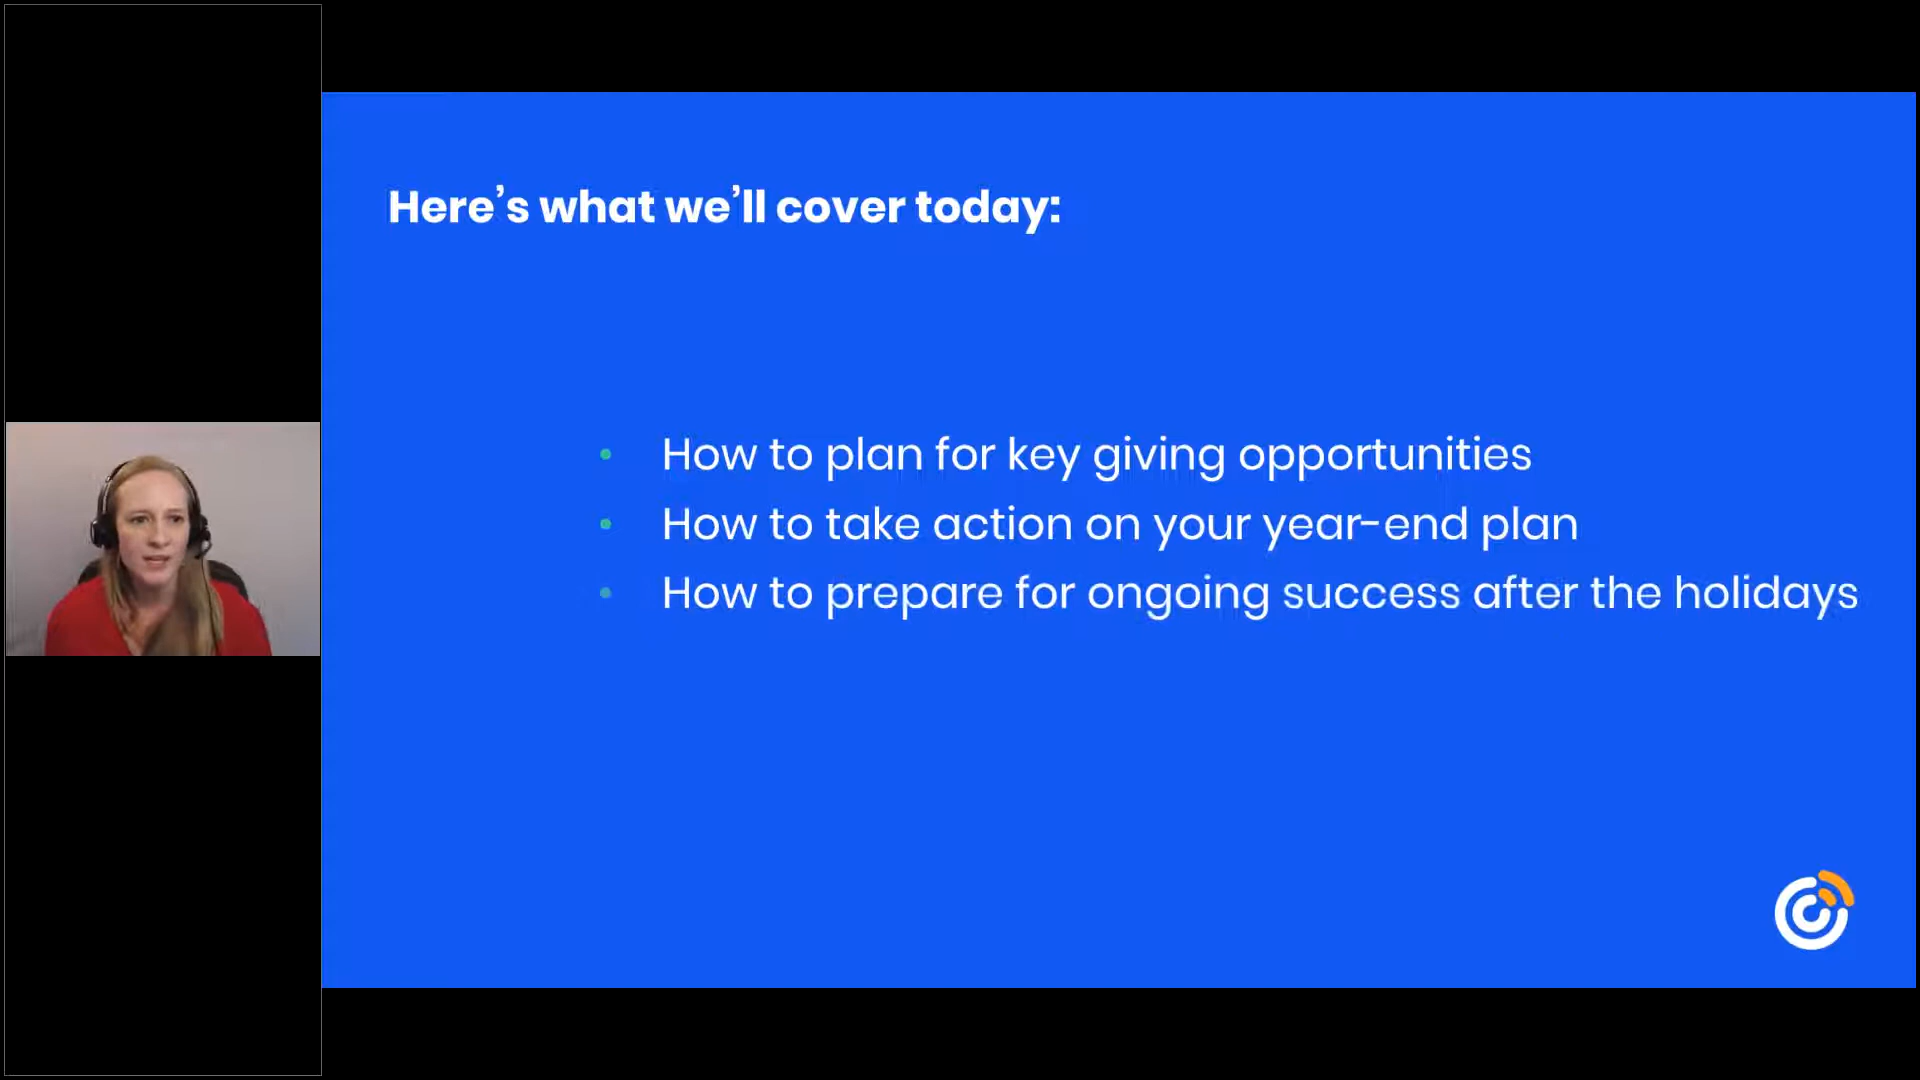 Here’s what we’ll cover today:
• How to plan for key giving opportunities
• How to take action on your year-end plan
• How to prepare for ongoing success after the holidays